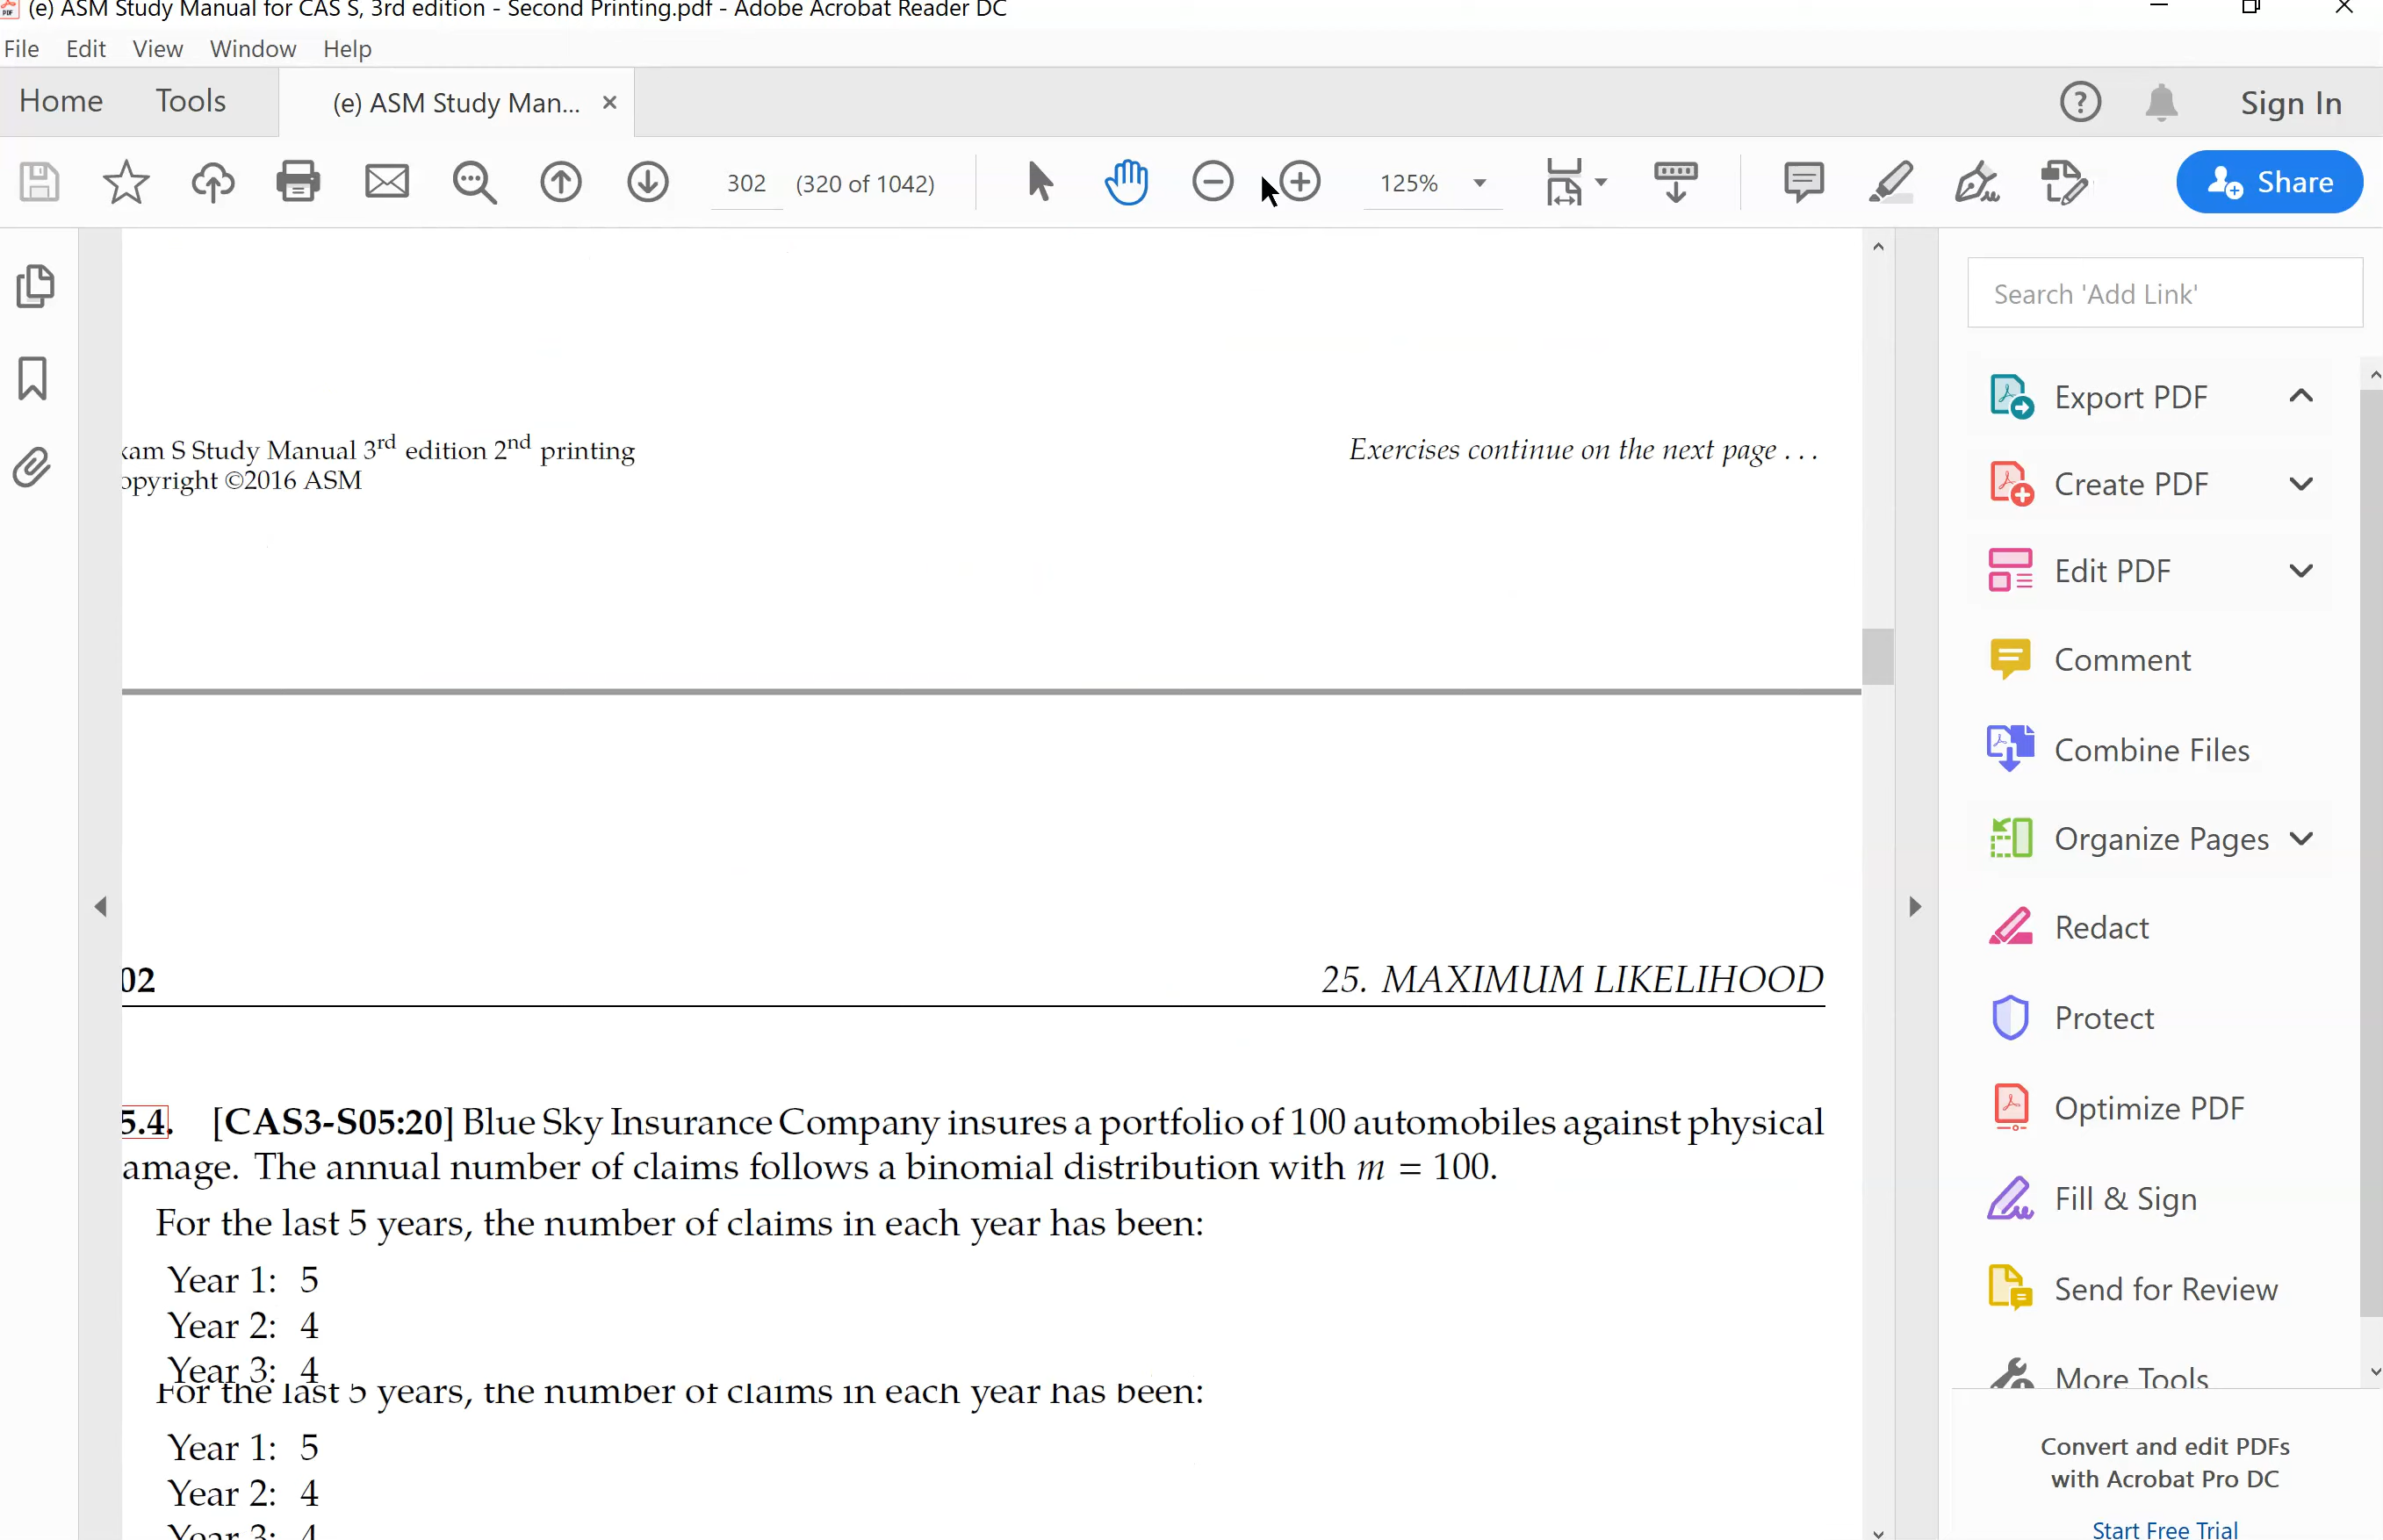 (e) ASM Study Manual for CAS S, 3rd edition - Second Printing.pdf - Adobe Acrobat Reader DC
File Edit View Window Help
Home Tools (e) ASM Study Man... × Sign In
302 (320 of 1042) 125% Share
xam S Study Manual 3rd edition 2nd printing
opyright ©2016 ASM
Exercises continue on the next page . . .
02 25. MAXIMUM LIKELIHOOD
5.4. [CAS3-S05:20] Blue Sky Insurance Company insures a portfolio of 100 automobiles against physical
amage. The annual number of claims follows a binomial distribution with m = 100.
For the last 5 years, the number of claims in each year has been:
Year 1: 5
Year 2: 4
Year 3: 4
For the last 5 years, the number of claims in each year has been:
Year 1: 5
Year 2: 4
Year 3: 4
Search 'Add Link'
Export PDF
Create PDF
Edit PDF
Comment
Combine Files
Organize Pages
Redact
Protect
Optimize PDF
Fill & Sign
Send for Review
More Tools
Convert and edit PDFs
with Acrobat Pro DC
Start Free Trial